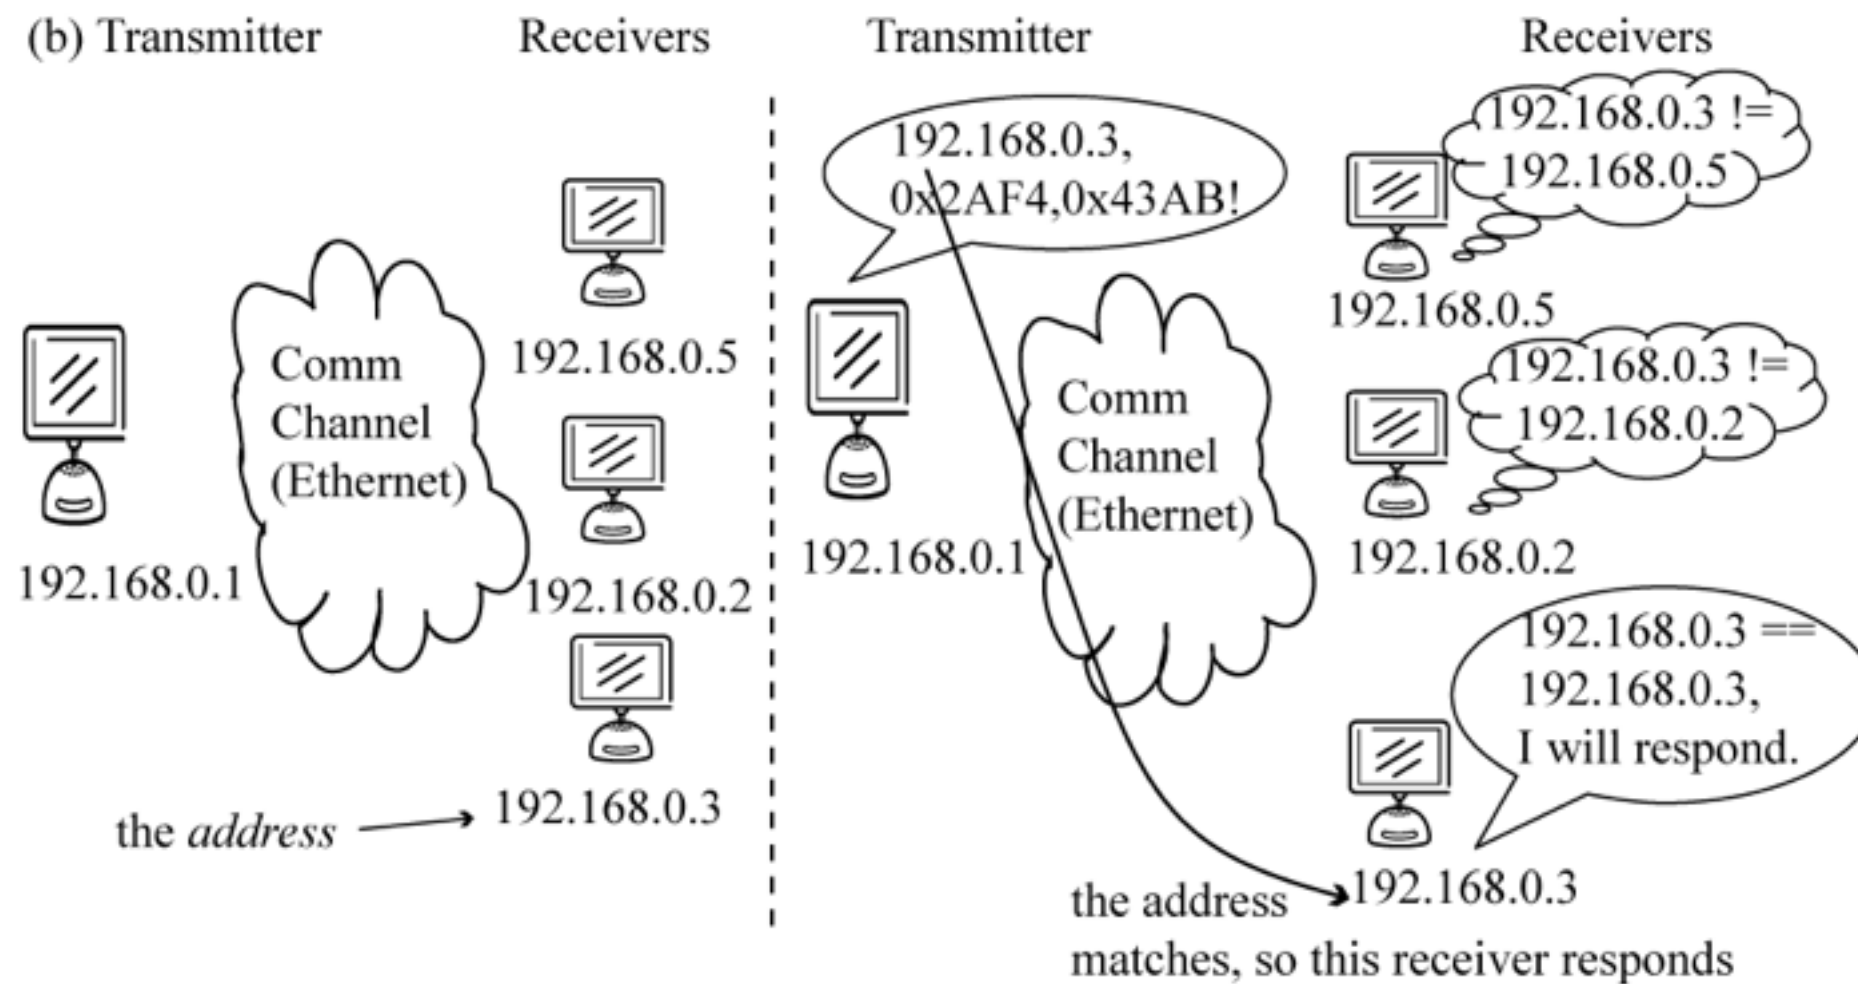 (b) Transmitter
Receivers
192.168.0.1
Comm
Channel
(Ethernet)
192.168.0.5
192.168.0.2
192.168.0.3
the address
Transmitter
Receivers
192.168.0.3,
0x2AF4,0x43AB!
192.168.0.1
Comm
Channel
(Ethernet)
192.168.0.3 !=
192.168.0.5
192.168.0.5
192.168.0.3 !=
192.168.0.2
192.168.0.2
192.168.0.3 ==
192.168.0.3,
I will respond.
192.168.0.3
the address
matches, so this receiver responds